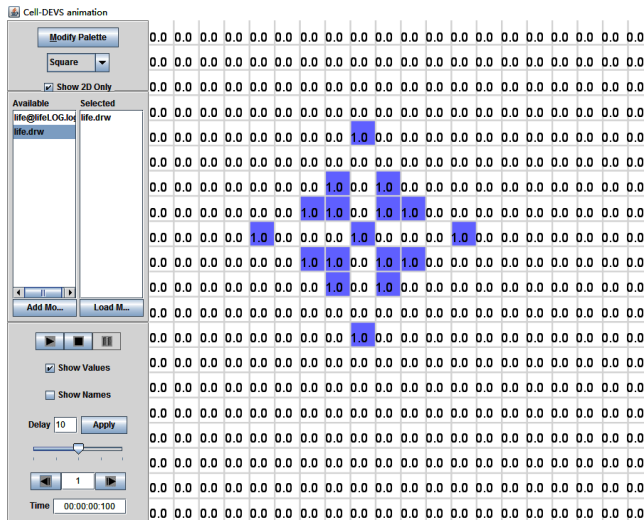 Cell-DEVS animation
Modify Palette
Square
Show 2D Only
Available Selected
life@lifeLOG.log life.drw
life.drw
Add Mo... Load M...
Show Values
Show Names
Delay 10 Apply
1
Time 00:00:00:100
0.0 0.0 0.0 0.0 0.0 0.0 0.0 0.0 0.0 0.0 0.0 0.0 0.0 0.0 0.0 0.0 0.0 0.0 0.0 0.0
0.0 0.0 0.0 0.0 0.0 0.0 0.0 0.0 0.0 0.0 0.0 0.0 0.0 0.0 0.0 0.0 0.0 0.0 0.0 0.0
0.0 0.0 0.0 0.0 0.0 0.0 0.0 0.0 0.0 0.0 0.0 0.0 0.0 0.0 0.0 0.0 0.0 0.0 0.0 0.0
0.0 0.0 0.0 0.0 0.0 0.0 0.0 0.0 0.0 0.0 0.0 0.0 0.0 0.0 0.0 0.0 0.0 0.0 0.0 0.0
0.0 0.0 0.0 0.0 0.0 0.0 0.0 0.0 1.0 0.0 0.0 0.0 0.0 0.0 0.0 0.0 0.0 0.0 0.0 0.0
0.0 0.0 0.0 0.0 0.0 0.0 0.0 0.0 0.0 0.0 0.0 0.0 0.0 0.0 0.0 0.0 0.0 0.0 0.0 0.0
0.0 0.0 0.0 0.0 0.0 0.0 0.0 1.0 0.0 1.0 0.0 0.0 0.0 0.0 0.0 0.0 0.0 0.0 0.0 0.0
0.0 0.0 0.0 0.0 0.0 0.0 1.0 1.0 0.0 1.0 1.0 0.0 0.0 0.0 0.0 0.0 0.0 0.0 0.0 0.0
0.0 0.0 0.0 0.0 1.0 0.0 0.0 0.0 1.0 0.0 0.0 0.0 1.0 0.0 0.0 0.0 0.0 0.0 0.0 0.0
0.0 0.0 0.0 0.0 0.0 0.0 1.0 1.0 0.0 1.0 1.0 0.0 0.0 0.0 0.0 0.0 0.0 0.0 0.0 0.0
0.0 0.0 0.0 0.0 0.0 0.0 0.0 1.0 0.0 1.0 0.0 0.0 0.0 0.0 0.0 0.0 0.0 0.0 0.0 0.0
0.0 0.0 0.0 0.0 0.0 0.0 0.0 0.0 0.0 0.0 0.0 0.0 0.0 0.0 0.0 0.0 0.0 0.0 0.0 0.0
0.0 0.0 0.0 0.0 0.0 0.0 0.0 0.0 1.0 0.0 0.0 0.0 0.0 0.0 0.0 0.0 0.0 0.0 0.0 0.0
0.0 0.0 0.0 0.0 0.0 0.0 0.0 0.0 0.0 0.0 0.0 0.0 0.0 0.0 0.0 0.0 0.0 0.0 0.0 0.0
0.0 0.0 0.0 0.0 0.0 0.0 0.0 0.0 0.0 0.0 0.0 0.0 0.0 0.0 0.0 0.0 0.0 0.0 0.0 0.0
0.0 0.0 0.0 0.0 0.0 0.0 0.0 0.0 0.0 0.0 0.0 0.0 0.0 0.0 0.0 0.0 0.0 0.0 0.0 0.0
0.0 0.0 0.0 0.0 0.0 0.0 0.0 0.0 0.0 0.0 0.0 0.0 0.0 0.0 0.0 0.0 0.0 0.0 0.0 0.0
0.0 0.0 0.0 0.0 0.0 0.0 0.0 0.0 0.0 0.0 0.0 0.0 0.0 0.0 0.0 0.0 0.0 0.0 0.0 0.0
0.0 0.0 0.0 0.0 0.0 0.0 0.0 0.0 0.0 0.0 0.0 0.0 0.0 0.0 0.0 0.0 0.0 0.0 0.0 0.0
0.0 0.0 0.0 0.0 0.0 0.0 0.0 0.0 0.0 0.0 0.0 0.0 0.0 0.0 0.0 0.0 0.0 0.0 0.0 0.0